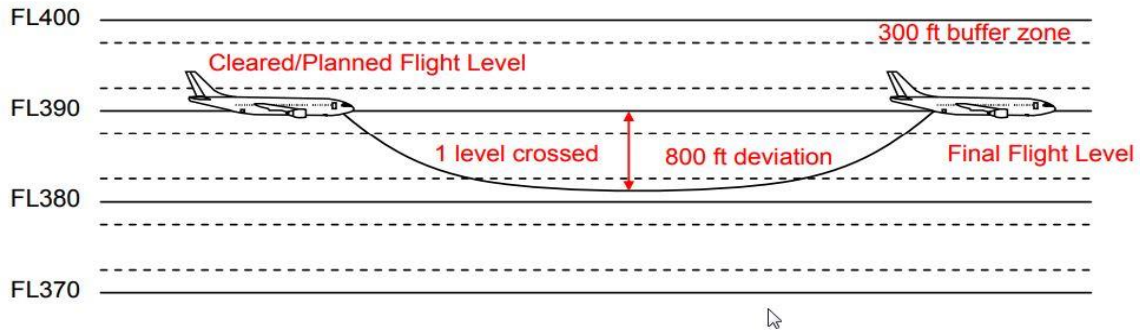 FL400
300 ft buffer zone
Cleared/Planned Flight Level
FL390
1 level crossed
800 ft deviation
Final Flight Level
FL380
FL370